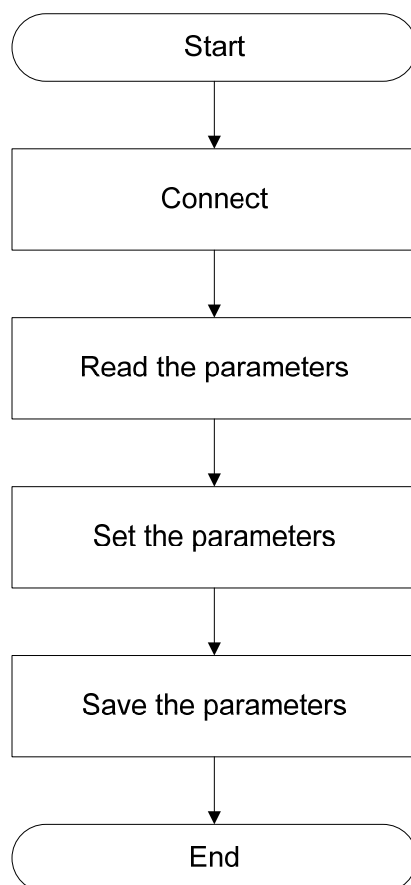 Start
Connect
Read the parameters
Set the parameters
Save the parameters
End